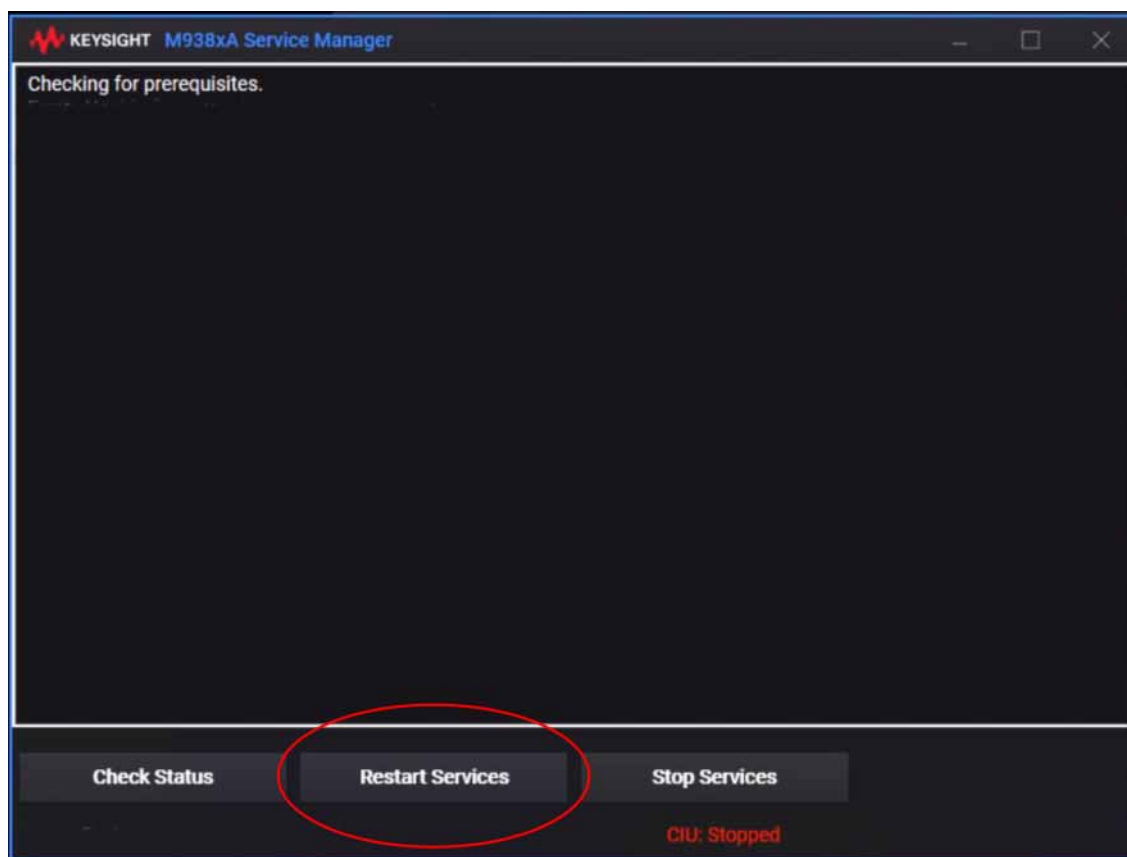 KEYSIGHT M938xA Service Manager
Checking for prerequisites.
Check Status Restart Services Stop Services
CIU: Stopped